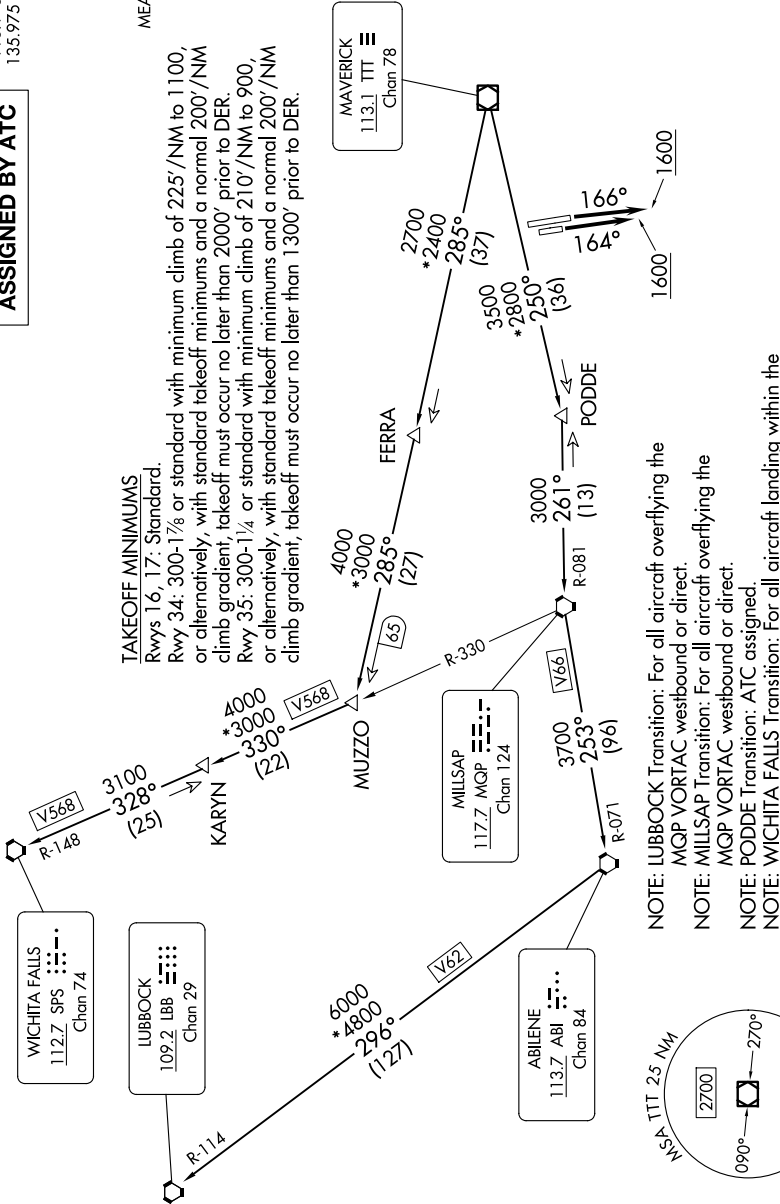 135.975
ASSIGNED BY ATC
MEA
TAKEOFF MINIMUMS
Rwys 16, 17: Standard.
Rwy 34: 300-1⅞ or standard with minimum climb of 225'/NM to 1100,
or alternatively, with standard takeoff minimums and a normal 200'/NM
climb gradient, takeoff must occur no later than 2000' prior to DER.
Rwy 35: 300-1¼ or standard with minimum climb of 210'/NM to 900,
or alternatively, with standard takeoff minimums and a normal 200'/NM
climb gradient, takeoff must occur no later than 1300' prior to DER.
WICHITA FALLS
112.7 SPS
Chan 74
LUBBOCK
109.2 LBB
Chan 29
R-148
V568
3100
328°
(25)
KARYN
4000
*3000
330°
(22)
V568
MUZZO
65
4000
*3000
285°
(27)
FERRA
2700
*2400
285°
(37)
MAVERICK
113.1 TTT
Chan 78
3500
*2800
250°
(36)
PODDE
166°
164°
1600
1600
3000
261°
(13)
R-081
R-330
MILLSAP
117.7 MQP
Chan 124
V66
3700
253°
(96)
R-071
ABILENE
113.7 ABI
Chan 84
V62
6000
*4800
296°
(127)
R-114
MSA TTT 25 NM
2700
090°
270°
NOTE: LUBBOCK Transition: For all aircraft overflying the
MQP VORTAC westbound or direct.
NOTE: MILLSAP Transition: For all aircraft overflying the
MQP VORTAC westbound or direct.
NOTE: PODDE Transition: ATC assigned.
NOTE: WICHITA FALLS Transition: For all aircraft landing within the